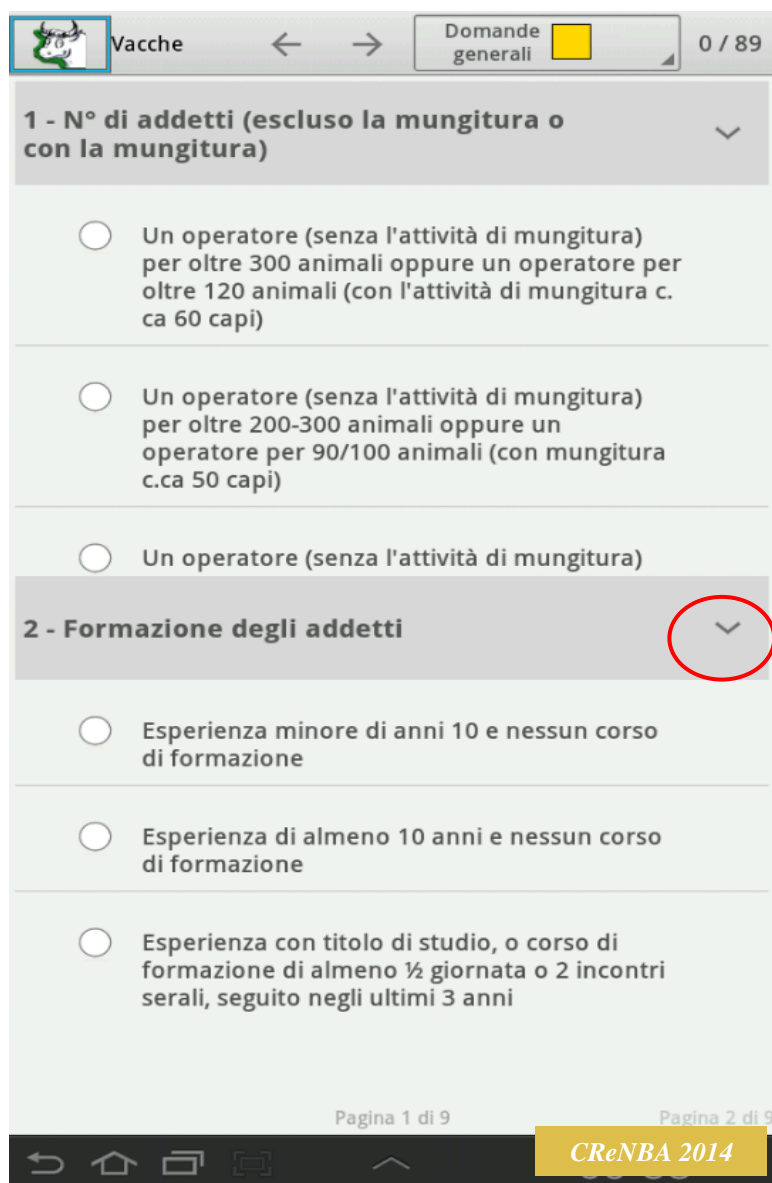 Vacche
Domande
generali
0 / 89
1 - N° di addetti (escluso la mungitura o
con la mungitura)
Un operatore (senza l'attività di mungitura)
per oltre 300 animali oppure un operatore per
oltre 120 animali (con l'attività di mungitura c.
ca 60 capi)
Un operatore (senza l'attività di mungitura)
per oltre 200-300 animali oppure un
operatore per 90/100 animali (con mungitura
c.ca 50 capi)
Un operatore (senza l'attività di mungitura)
2 - Formazione degli addetti
Esperienza minore di anni 10 e nessun corso
di formazione
Esperienza di almeno 10 anni e nessun corso
di formazione
Esperienza con titolo di studio, o corso di
formazione di almeno ½ giornata o 2 incontri
serali, seguito negli ultimi 3 anni
Pagina 1 di 9
Pagina 2 di 9
CReNBA 2014